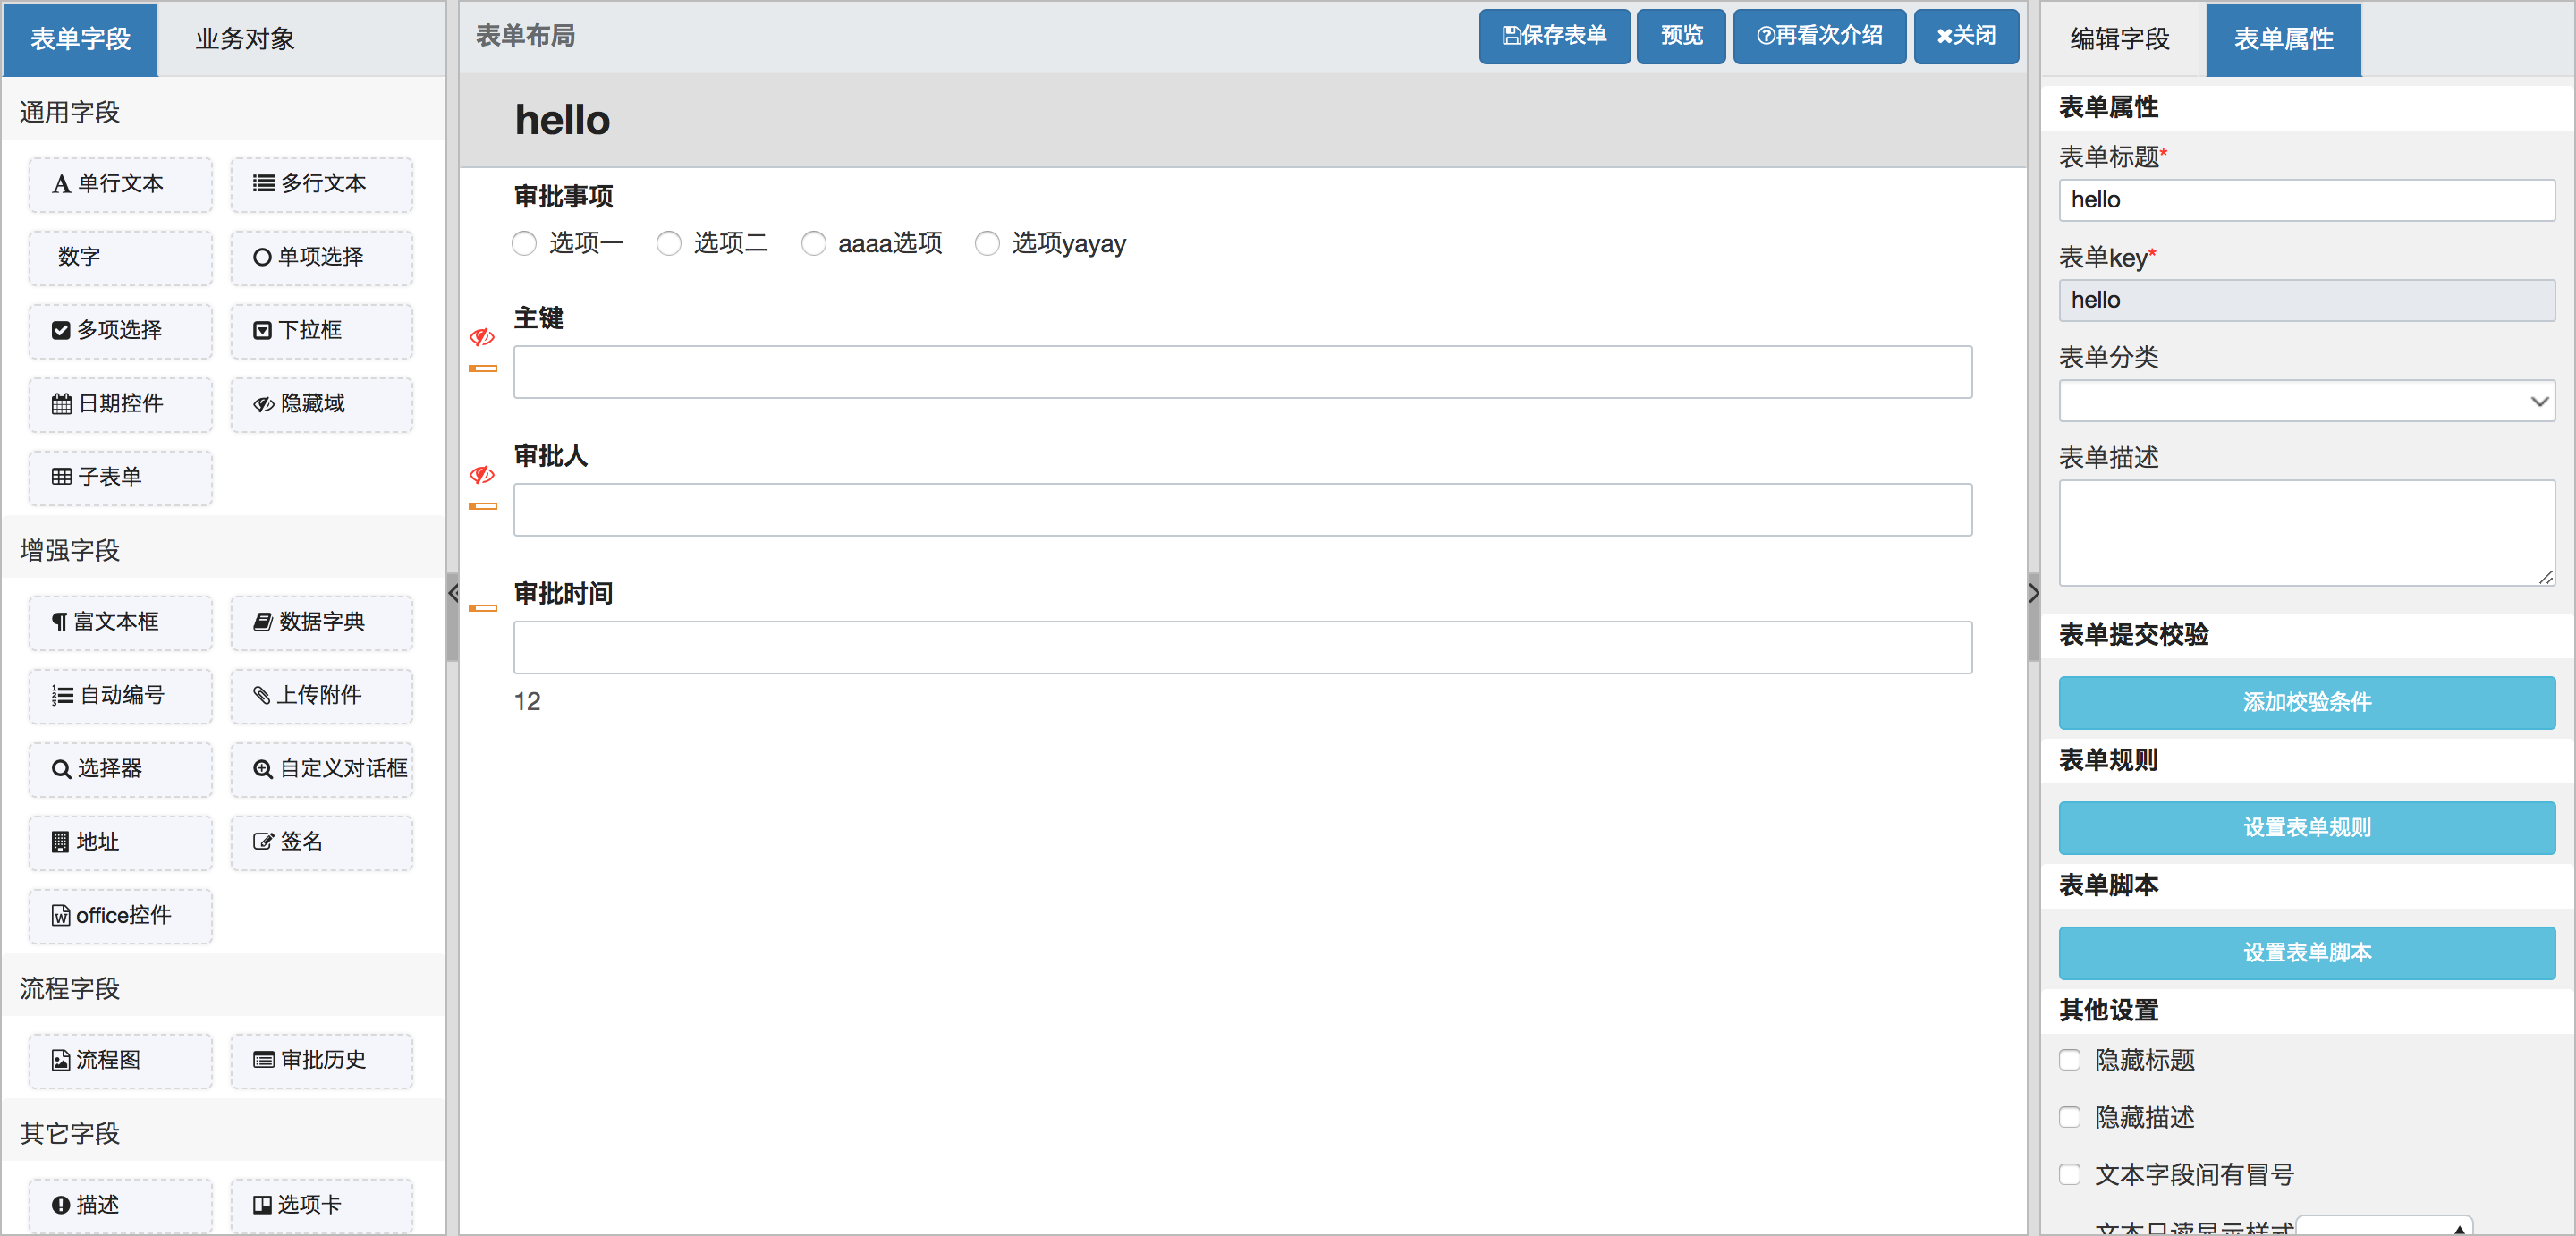 表单字段 业务对象
通用字段
单行文本 多行文本
数字 单项选择
多项选择 下拉框
日期控件 隐藏域
子表单
增强字段
富文本框 数据字典
自动编号 上传附件
选择器 自定义对话框
地址 签名
office控件
流程字段
流程图 审批历史
其它字段
描述 选项卡
表单布局 保存表单 预览 再看次介绍 关闭
hello
审批事项
选项一 选项二 aaaa选项 选项yayay
主键
审批人
审批时间
12
编辑字段 表单属性
表单属性
表单标题*
hello
表单key*
hello
表单分类
表单描述
表单提交校验
添加校验条件
表单规则
设置表单规则
表单脚本
设置表单脚本
其他设置
隐藏标题
隐藏描述
文本字段间有冒号
文本只读显示样式